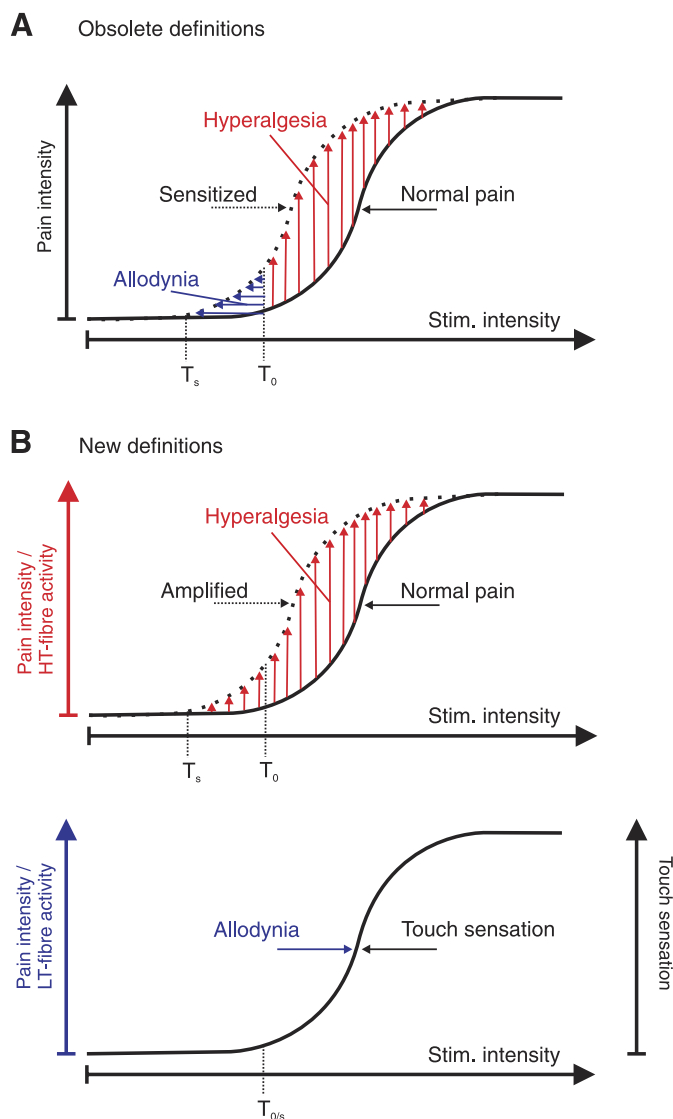 A Obsolete definitions
Pain intensity
Hyperalgesia
Sensitized
Normal pain
Allodynia
Stim. intensity
Ts
T0
B New definitions
Pain intensity /
HT-fibre activity
Hyperalgesia
Amplified
Normal pain
Stim. intensity
Ts
T0
Pain intensity /
LT-fibre activity
Allodynia
Touch sensation
Touch sensation
Stim. intensity
T0/s